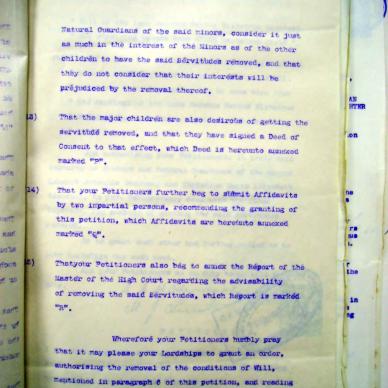 Natural Guardians of the said minors, consider it just
as much in the interest of the Minors as of the other
children to have the said Servitudes removed, and that
they do not consider that their interests will be
prejudiced by the removal thereof.
13) That the major children are also desirous of getting the
servitude removed, and that they have signed a Deed of
Consent to that effect, which Deed is hereunto annexed
marked "P".
14) That your Petitioners further beg to submit Affidavits
by two impartial persons, recommending the granting of
this petition, which Affidavits are hereunto annexed
marked "Q".
15) Thatyour Petitioners also beg to annex the Report of the
Master of the High Court regarding the advisability
of removing the said Servitudes, which Report is marked
"R".
Wherefore your Petitioners humbly pray
that it may please your Lordships to grant an order,
authorising the removal of the conditions of Will,
mentioned in paragraph 6 of this petition, and reading